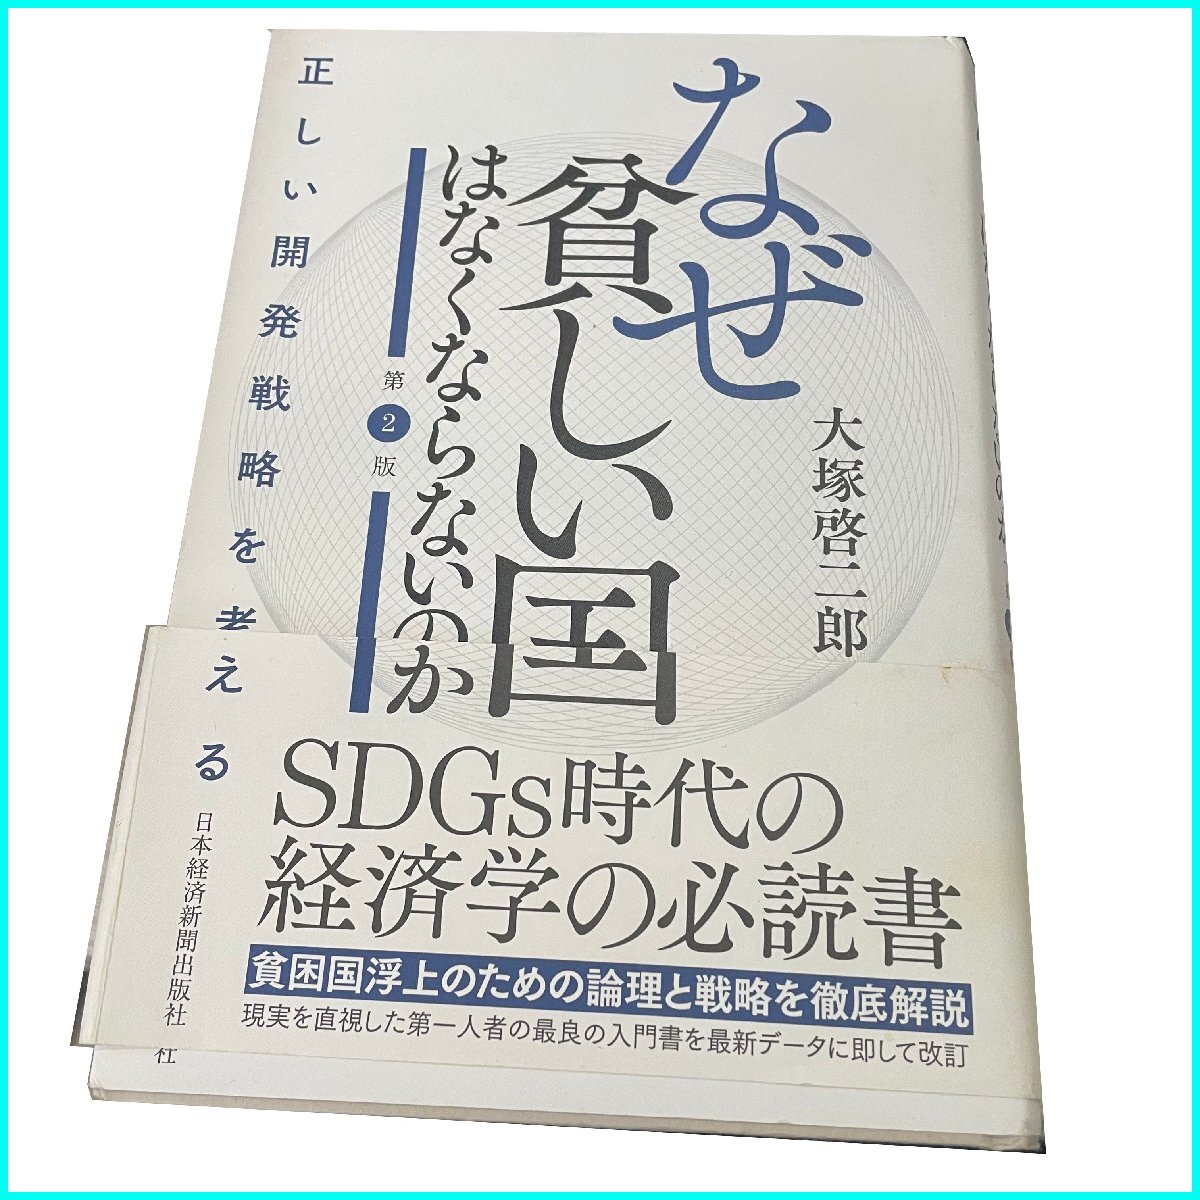 なぜ
貧しい国
はなくならないのか
第2版
正しい開発戦略を考える
大塚啓二郎
SDGs時代の
経済学の必読書
貧困国浮上のための論理と戦略を徹底解説
現実を直視した第一人者の最良の入門書を最新データに即して改訂
日本経済新聞出版社
社